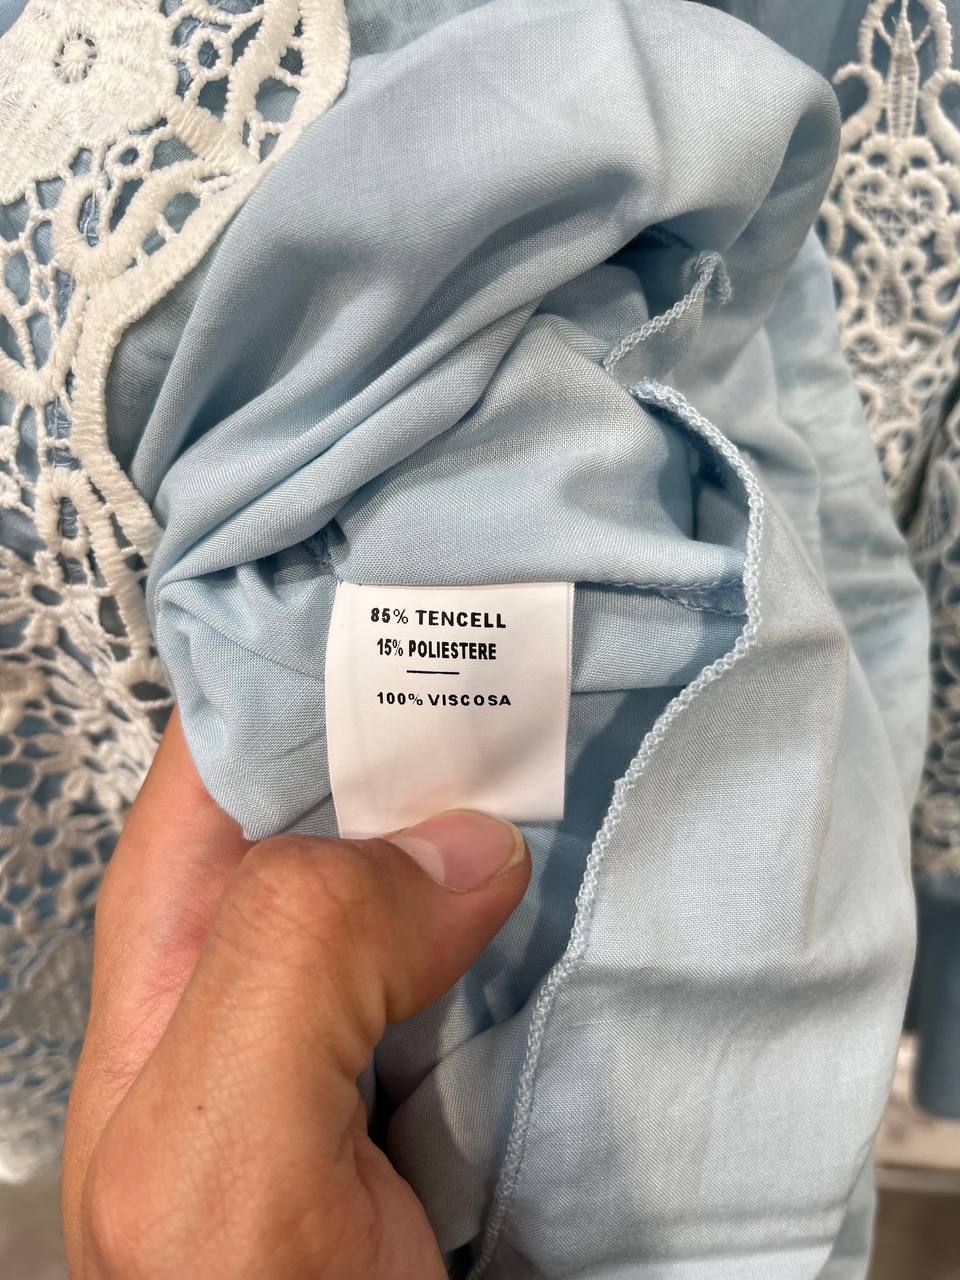 85% TENCELL
15% POLIESTERE
100% VISCOSA